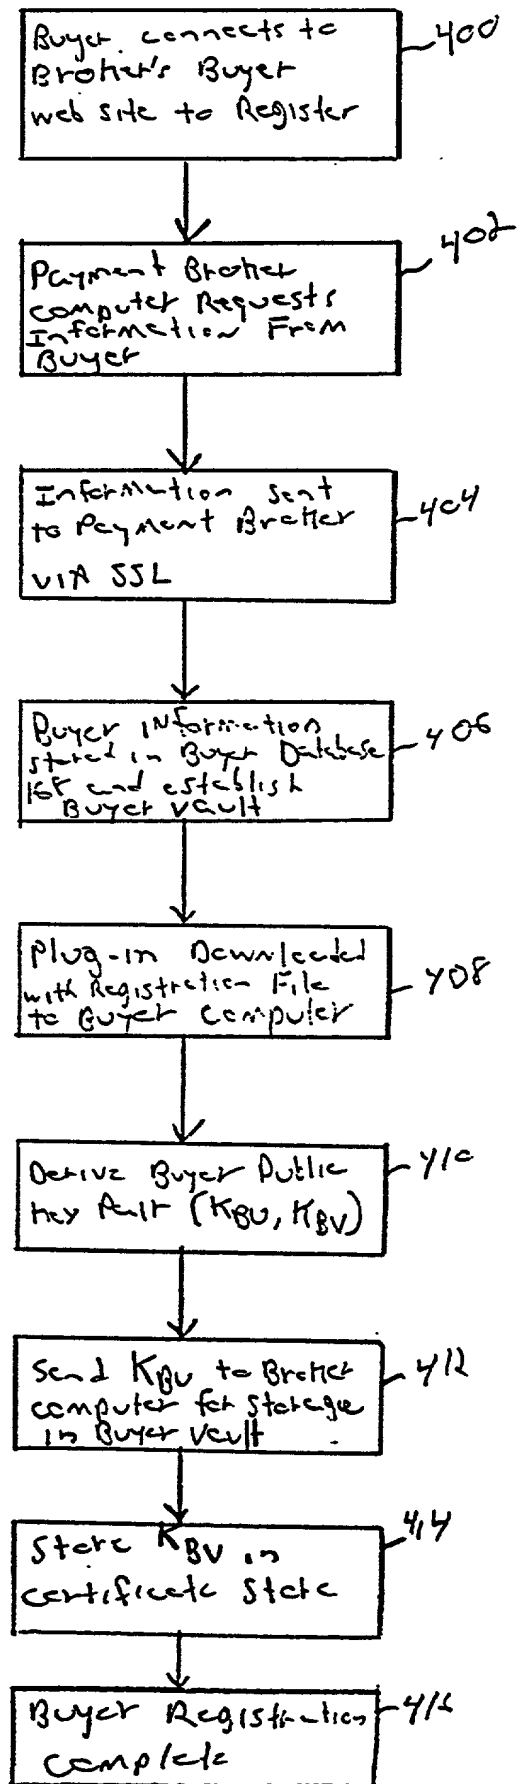 Buyer connects to
Broker's Buyer
web site to Register
400
Payment Broker
computer Requests
Information From
Buyer
402
Information sent
to Payment Broker
via SSL
404
Buyer information
stored in Buyer Database
168 and establish
Buyer vault
406
Plug-in Downloaded
with Registration File
to Buyer Computer
408
Derive Buyer Public
key Pair (KBU, KBV)
410
Send KBU to Broker
computer for storage
in Buyer vault
412
Store KBV in
certificate store
414
Buyer Registration
complete
416